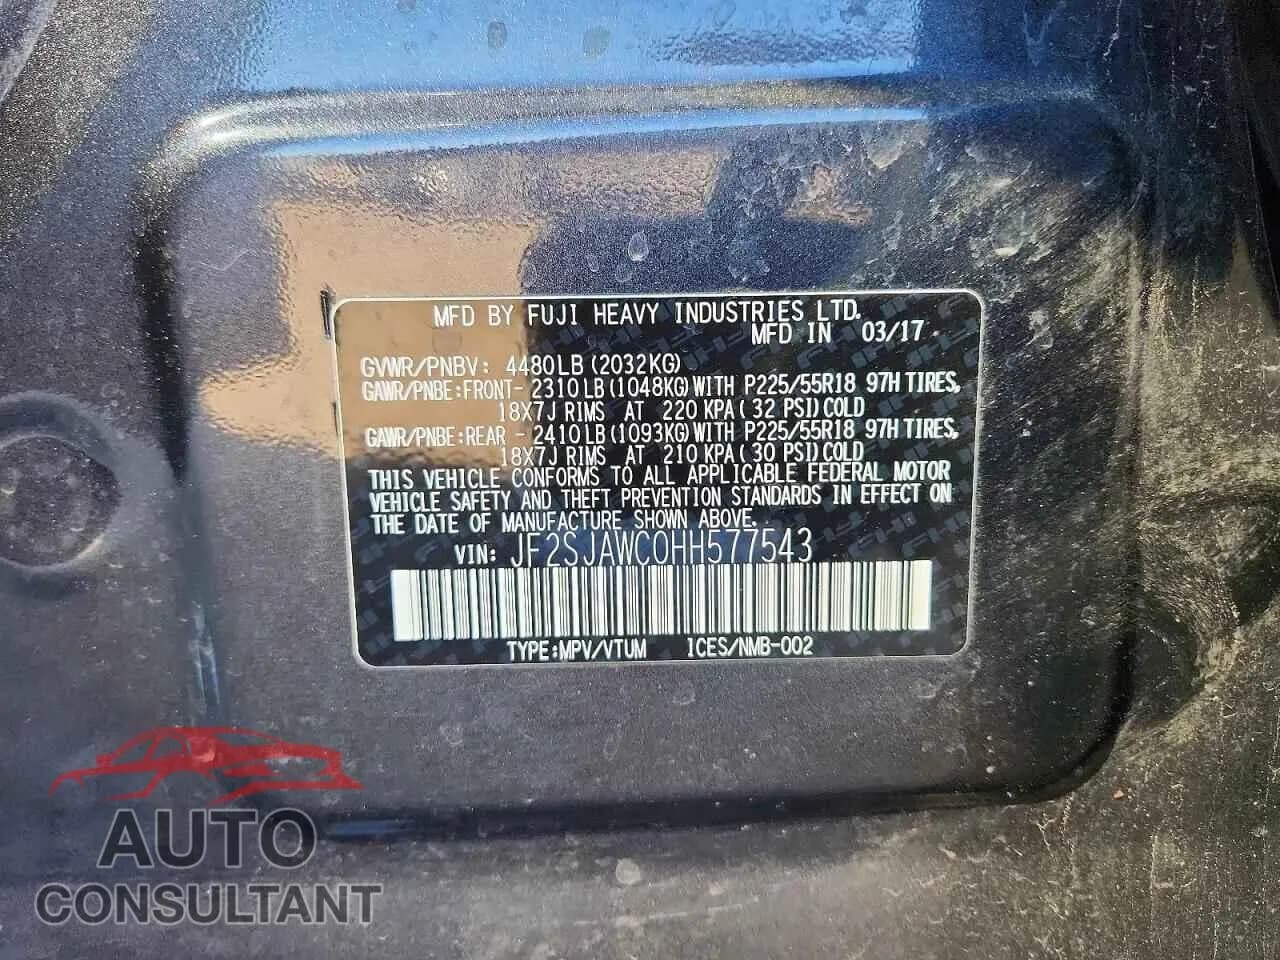 MFD BY FUJI HEAVY INDUSTRIES LTD.
MFD IN 03/17
GVWR/PNBV: 4480LB (2032KG)
GAWR/PNBE:FRONT- 2310LB (1048KG) WITH P225/55R18 97H TIRES,
18X7J RIMS AT 220 KPA ( 32 PSI) COLD
GAWR/PNBE:REAR - 2410LB (1093KG) WITH P225/55R18 97H TIRES,
18X7J RIMS AT 210 KPA ( 30 PSI) COLD
THIS VEHICLE CONFORMS TO ALL APPLICABLE FEDERAL MOTOR
VEHICLE SAFETY AND THEFT PREVENTION STANDARDS IN EFFECT ON
THE DATE OF MANUFACTURE SHOWN ABOVE.
VIN: JF2SJAWC0HH577543
TYPE:MPV/VTUM ICES/NMB-002
AUTO
CONSULTANT